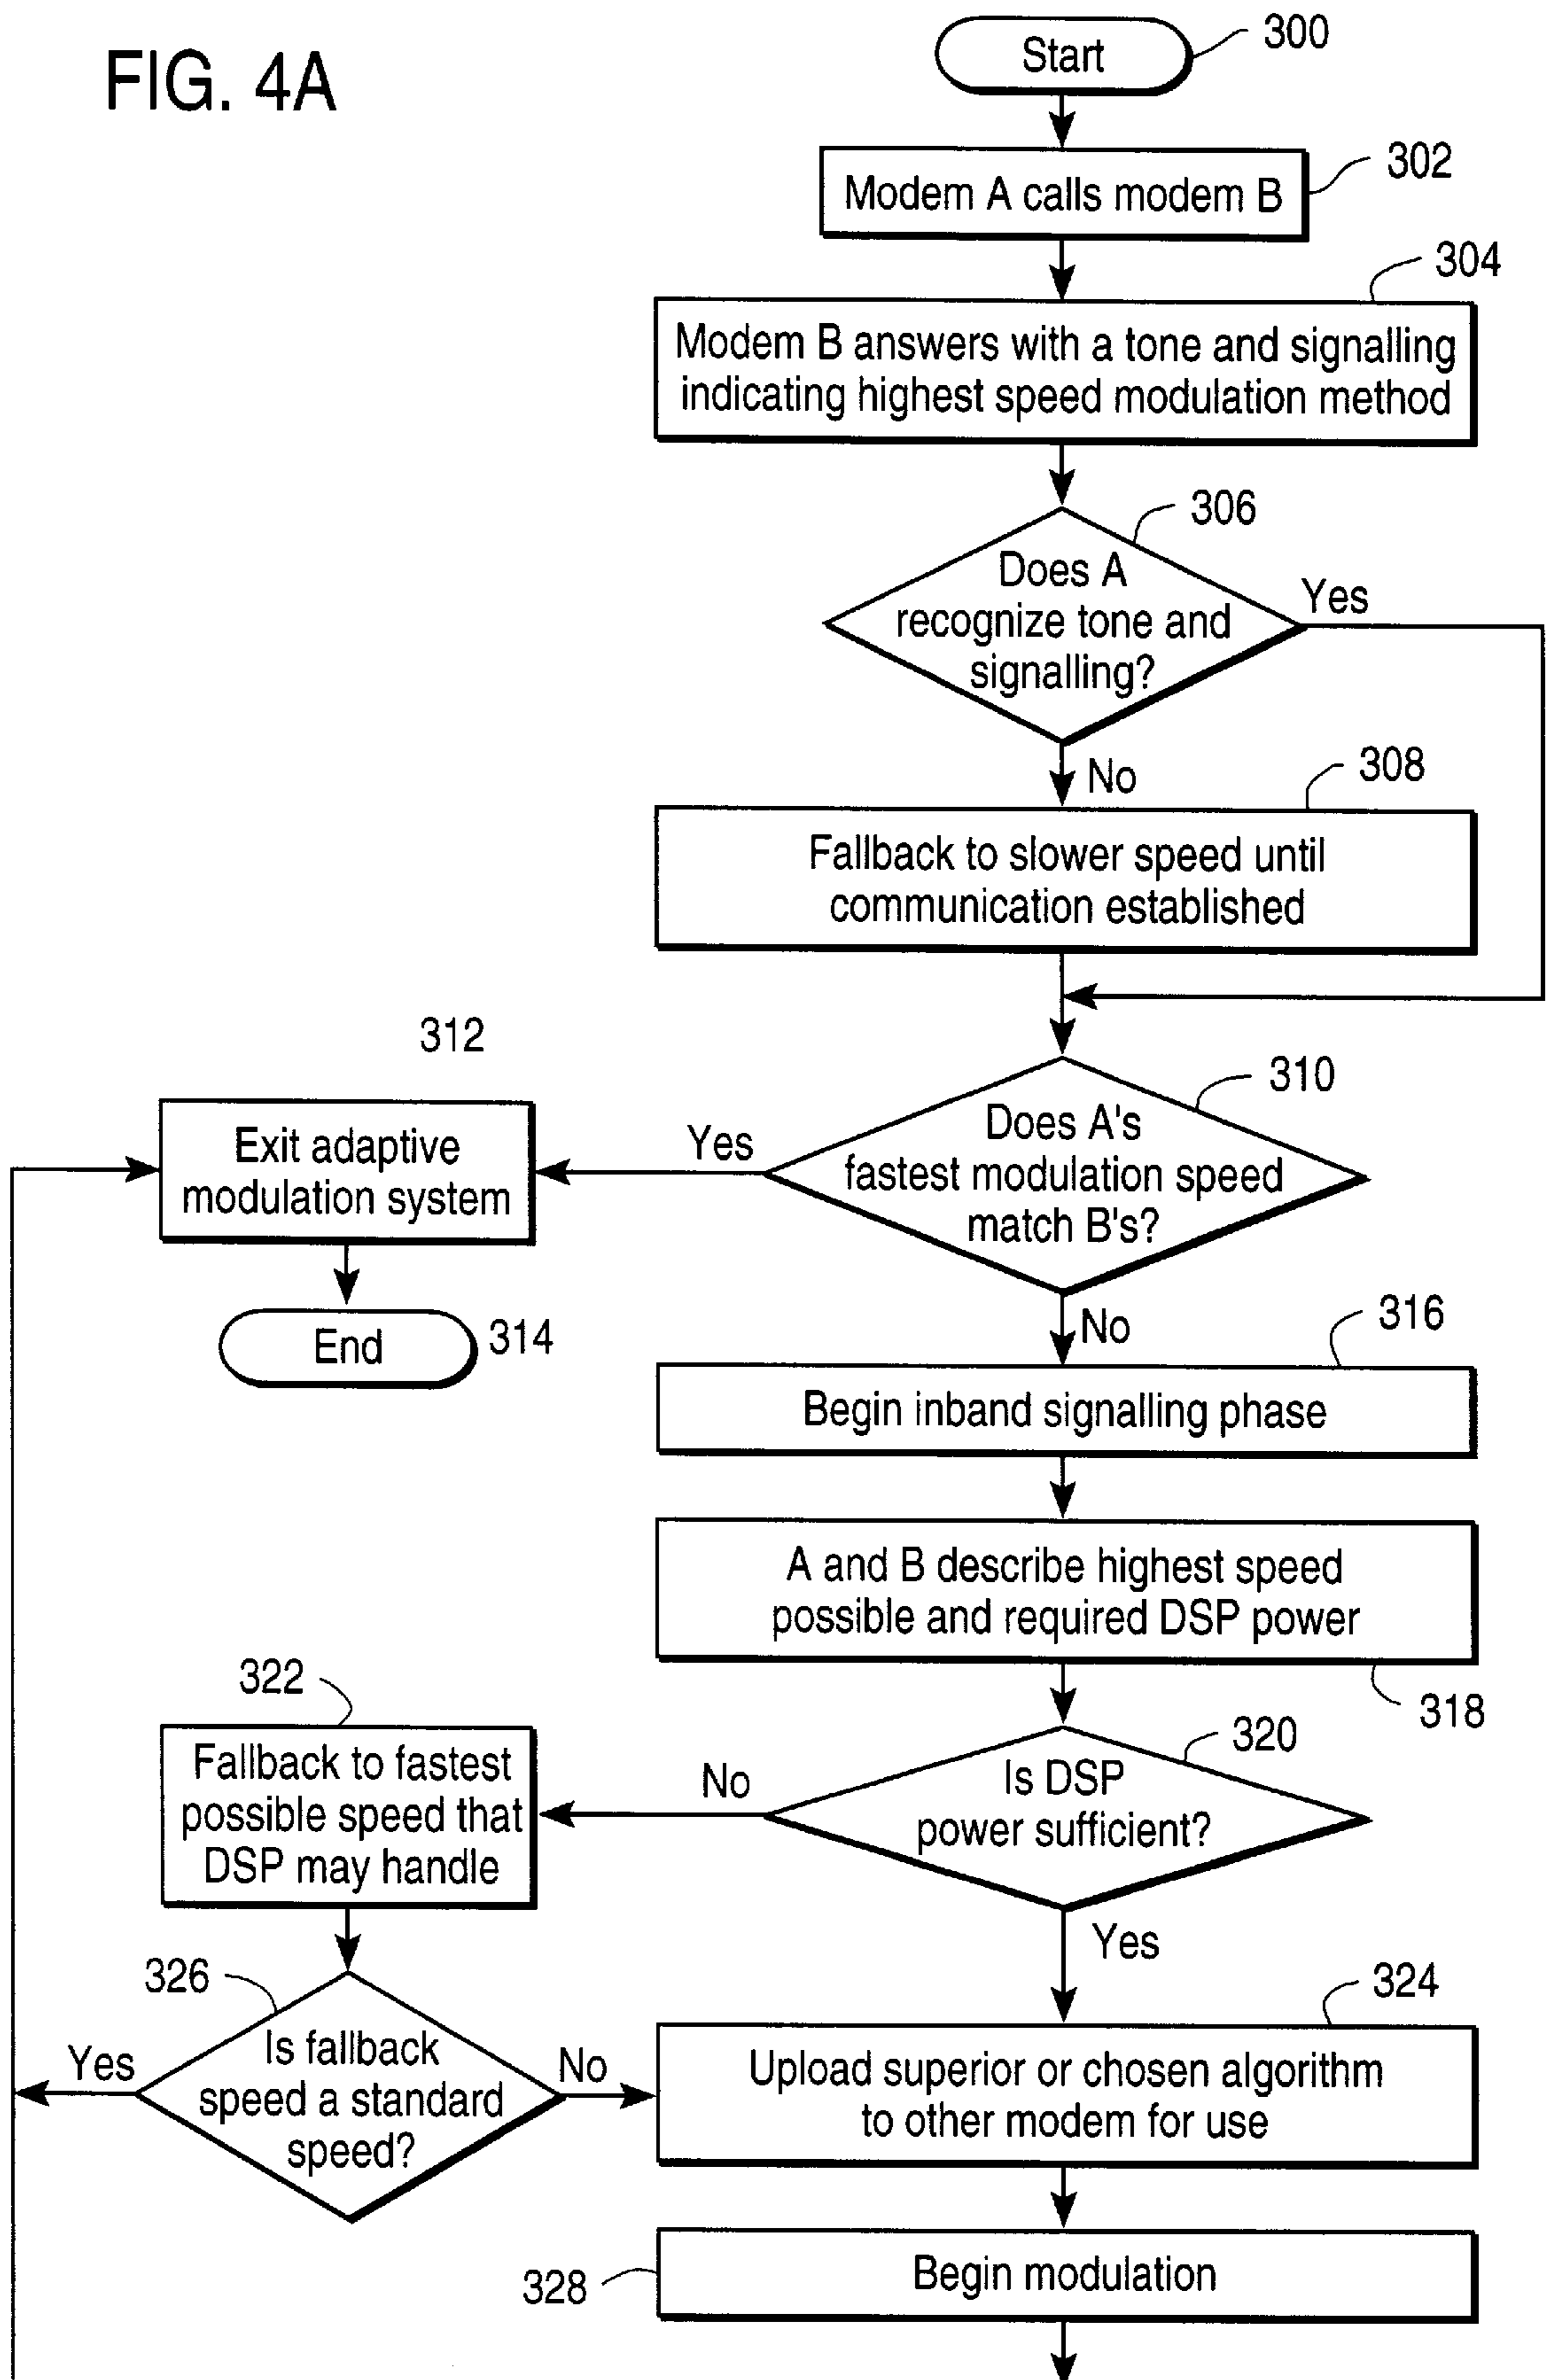 FIG. 4A
Start
300
Modem A calls modem B
302
304
Modem B answers with a tone and signalling
indicating highest speed modulation method
306
Does A
recognize tone and
signalling?
Yes
No
308
Fallback to slower speed until
communication established
312
310
Exit adaptive
modulation system
Yes
Does A's
fastest modulation speed
match B's?
End
314
No
316
Begin inband signalling phase
A and B describe highest speed
possible and required DSP power
318
322
320
Fallback to fastest
possible speed that
DSP may handle
No
Is DSP
power sufficient?
Yes
326
324
Yes
Is fallback
speed a standard
speed?
No
Upload superior or chosen algorithm
to other modem for use
328
Begin modulation